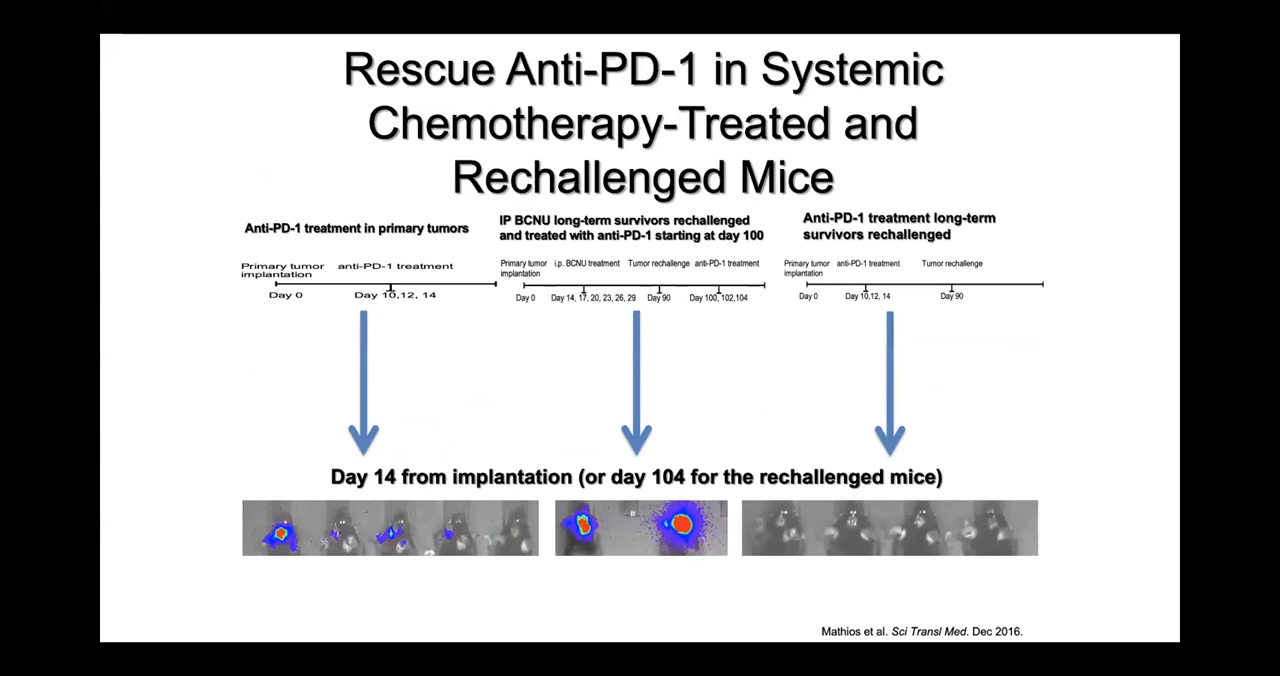 Rescue Anti-PD-1 in Systemic
Chemotherapy-Treated and
Rechallenged Mice
Anti-PD-1 treatment in primary tumors
Primary tumor
implantation
anti-PD-1 treatment
Day 0
Day 10,12, 14
IP BCNU long-term survivors rechallenged
and treated with anti-PD-1 starting at day 100
Primary tumor
implantation
i.p. BCNU treatment
Tumor rechallenge
anti-PD-1 treatment
Day 0
Day 14, 17, 20, 23, 26, 29
Day 90
Day 100, 102,104
Anti-PD-1 treatment long-term
survivors rechallenged
Primary tumor
implantation
anti-PD-1 treatment
Tumor rechallenge
Day 0
Day 10,12, 14
Day 90
Day 14 from implantation (or day 104 for the rechallenged mice)
Mathios et al. Sci Transl Med. Dec 2016.